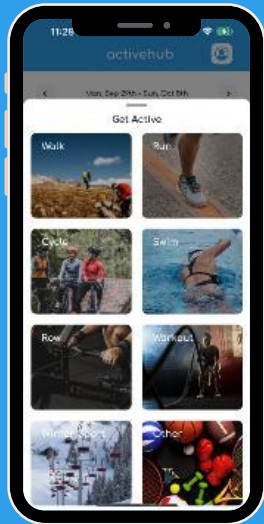 11:28
activehub
Mon, Sep 29th - Sun, Oct 5th
Get Active
Walk
Run
Cycle
Swim
Row
Workout
Winter Sport
Other